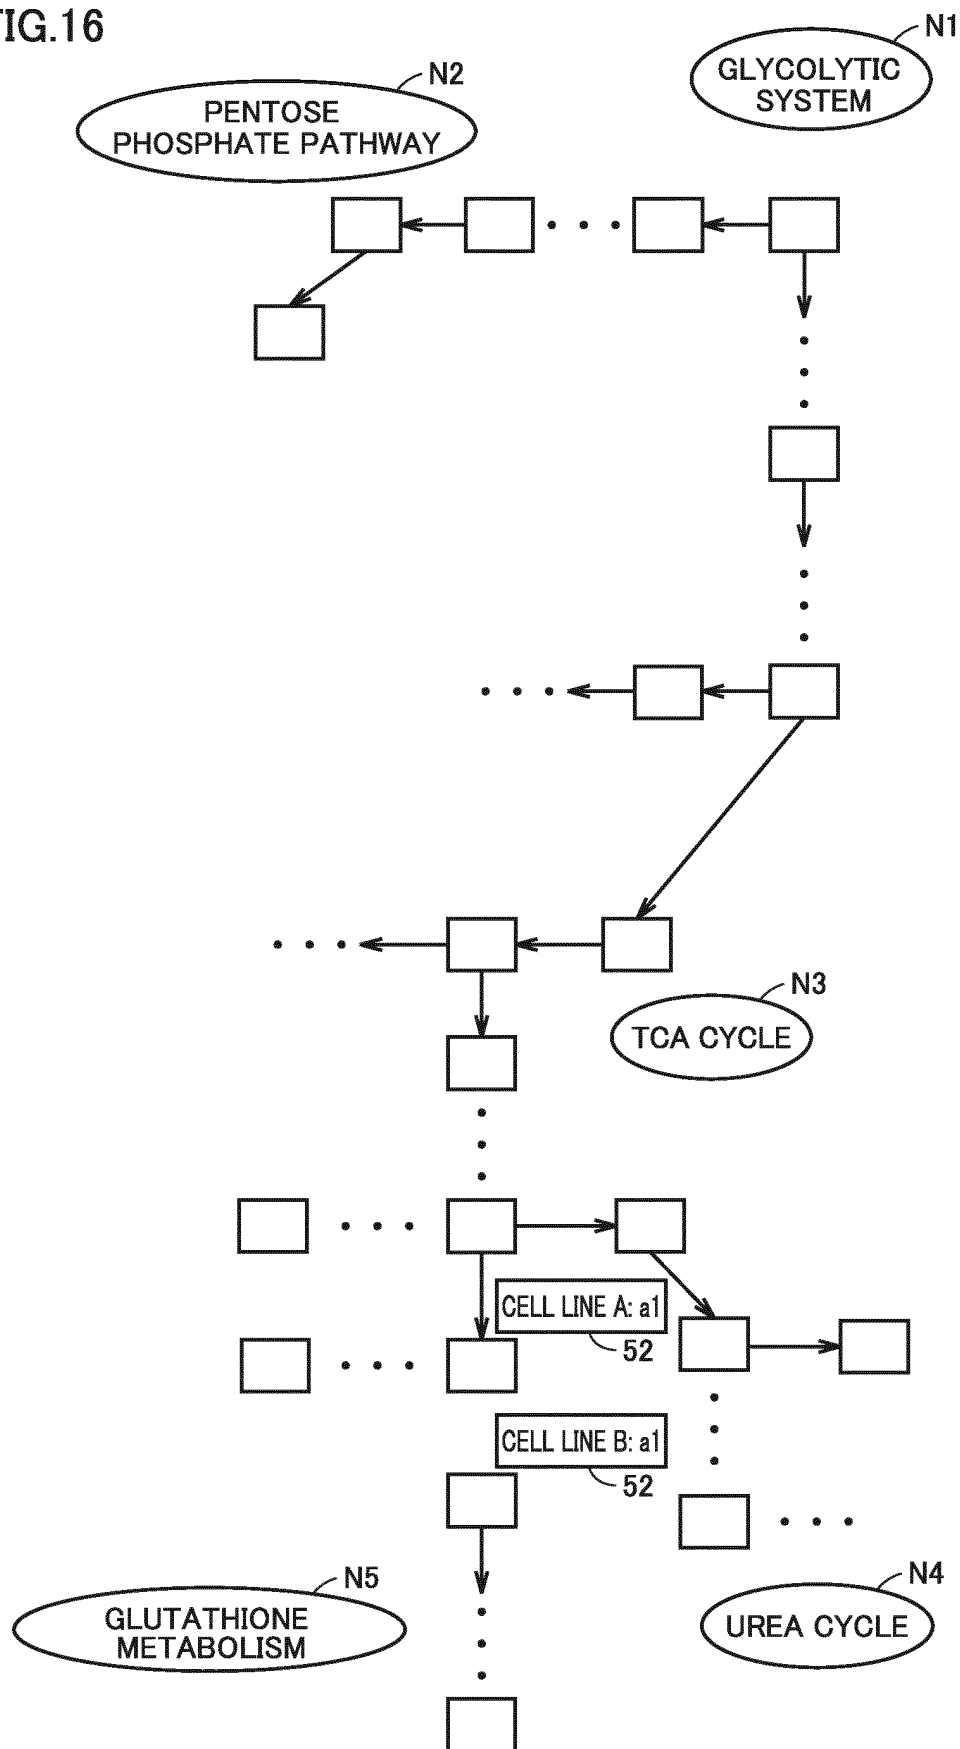 FIG.16
N1
GLYCOLYTIC
SYSTEM
N2
PENTOSE
PHOSPHATE PATHWAY
N3
TCA CYCLE
CELL LINE A: a1
52
CELL LINE B: a1
52
N5
GLUTATHIONE
METABOLISM
N4
UREA CYCLE